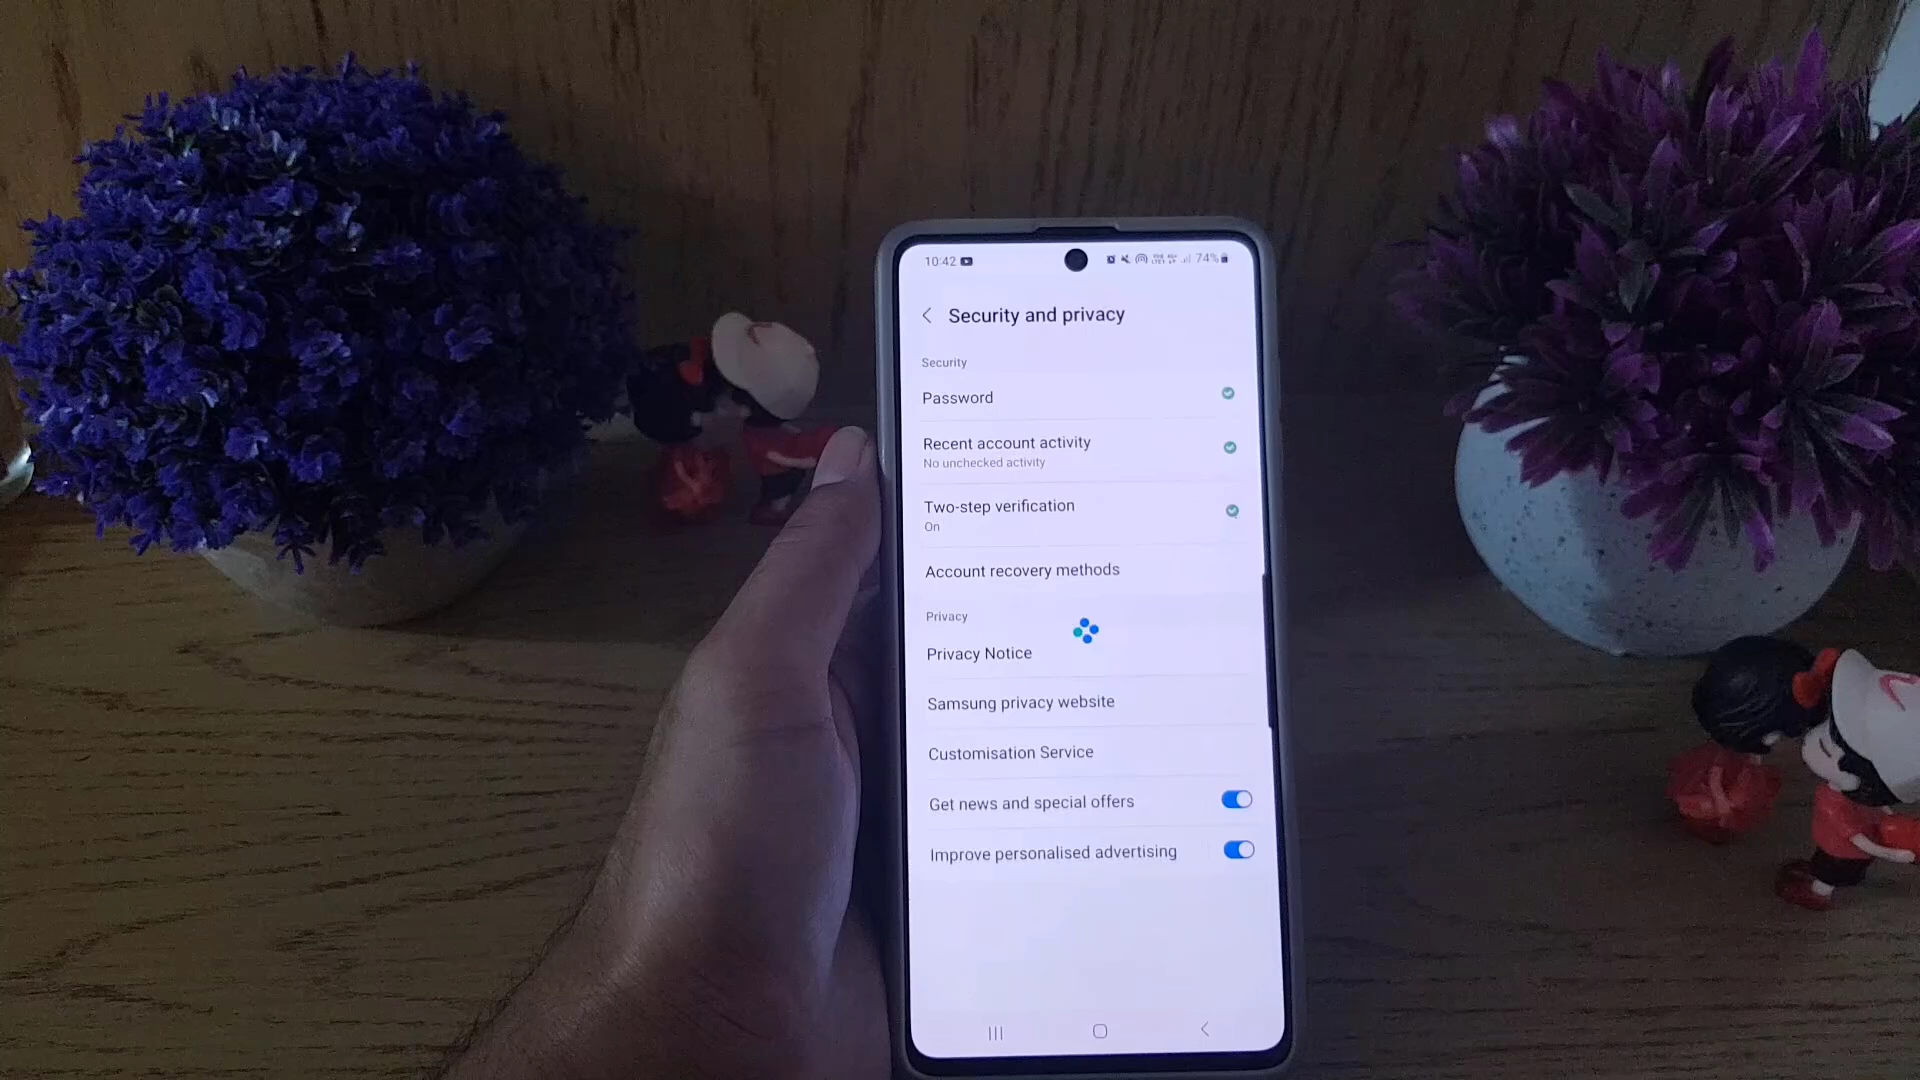 10:42
74%
Security and privacy
Security
Password
Recent account activity
No unchecked activity
Two-step verification
On
Account recovery methods
Privacy
Privacy Notice
Samsung privacy website
Customisation Service
Get news and special offers
Improve personalised advertising